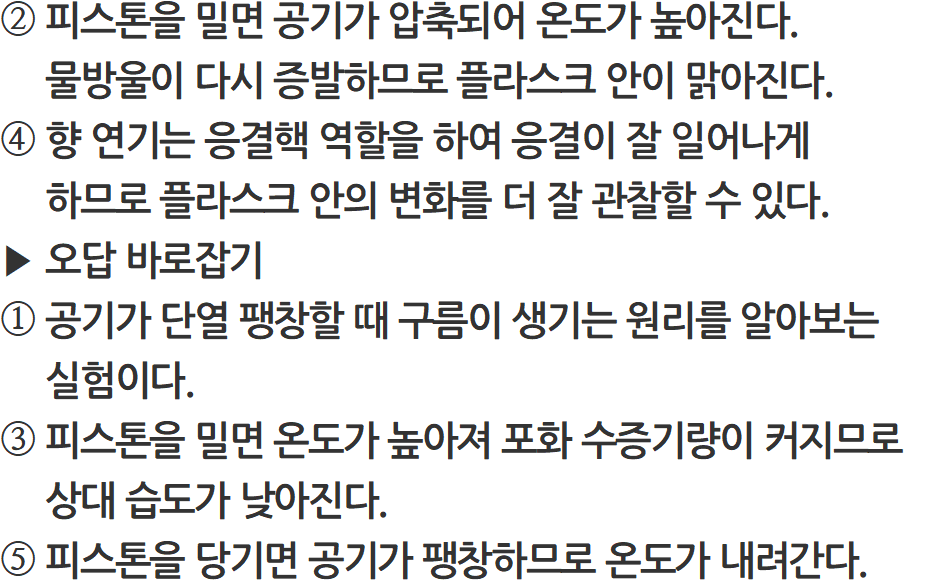 ② 피스톤을 밀면 공기가 압축되어 온도가 높아진다.
물방울이 다시 증발하므로 플라스크 안이 맑아진다.
④ 향 연기는 응결핵 역할을 하여 응결이 잘 일어나게
하므로 플라스크 안의 변화를 더 잘 관찰할 수 있다.
▶ 오답 바로잡기
① 공기가 단열 팽창할 때 구름이 생기는 원리를 알아보는
실험이다.
③ 피스톤을 밀면 온도가 높아져 포화 수증기량이 커지므로
상대 습도가 낮아진다.
⑤ 피스톤을 당기면 공기가 팽창하므로 온도가 내려간다.